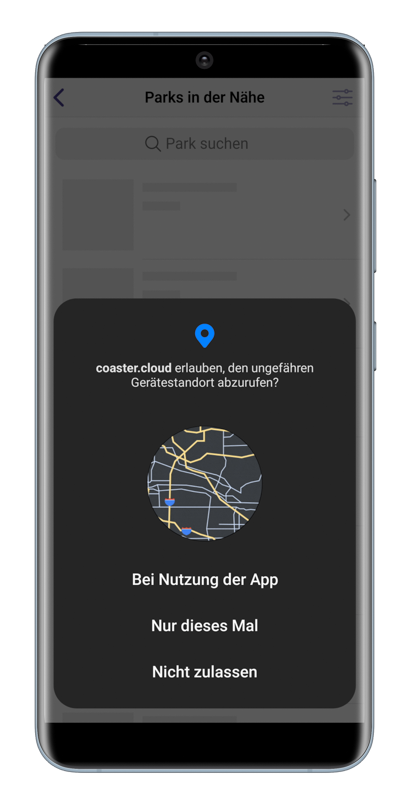 Parks in der Nähe
Park suchen
coaster.cloud erlauben, den ungefähren
Gerätestandort abzurufen?
Bei Nutzung der App
Nur dieses Mal
Nicht zulassen